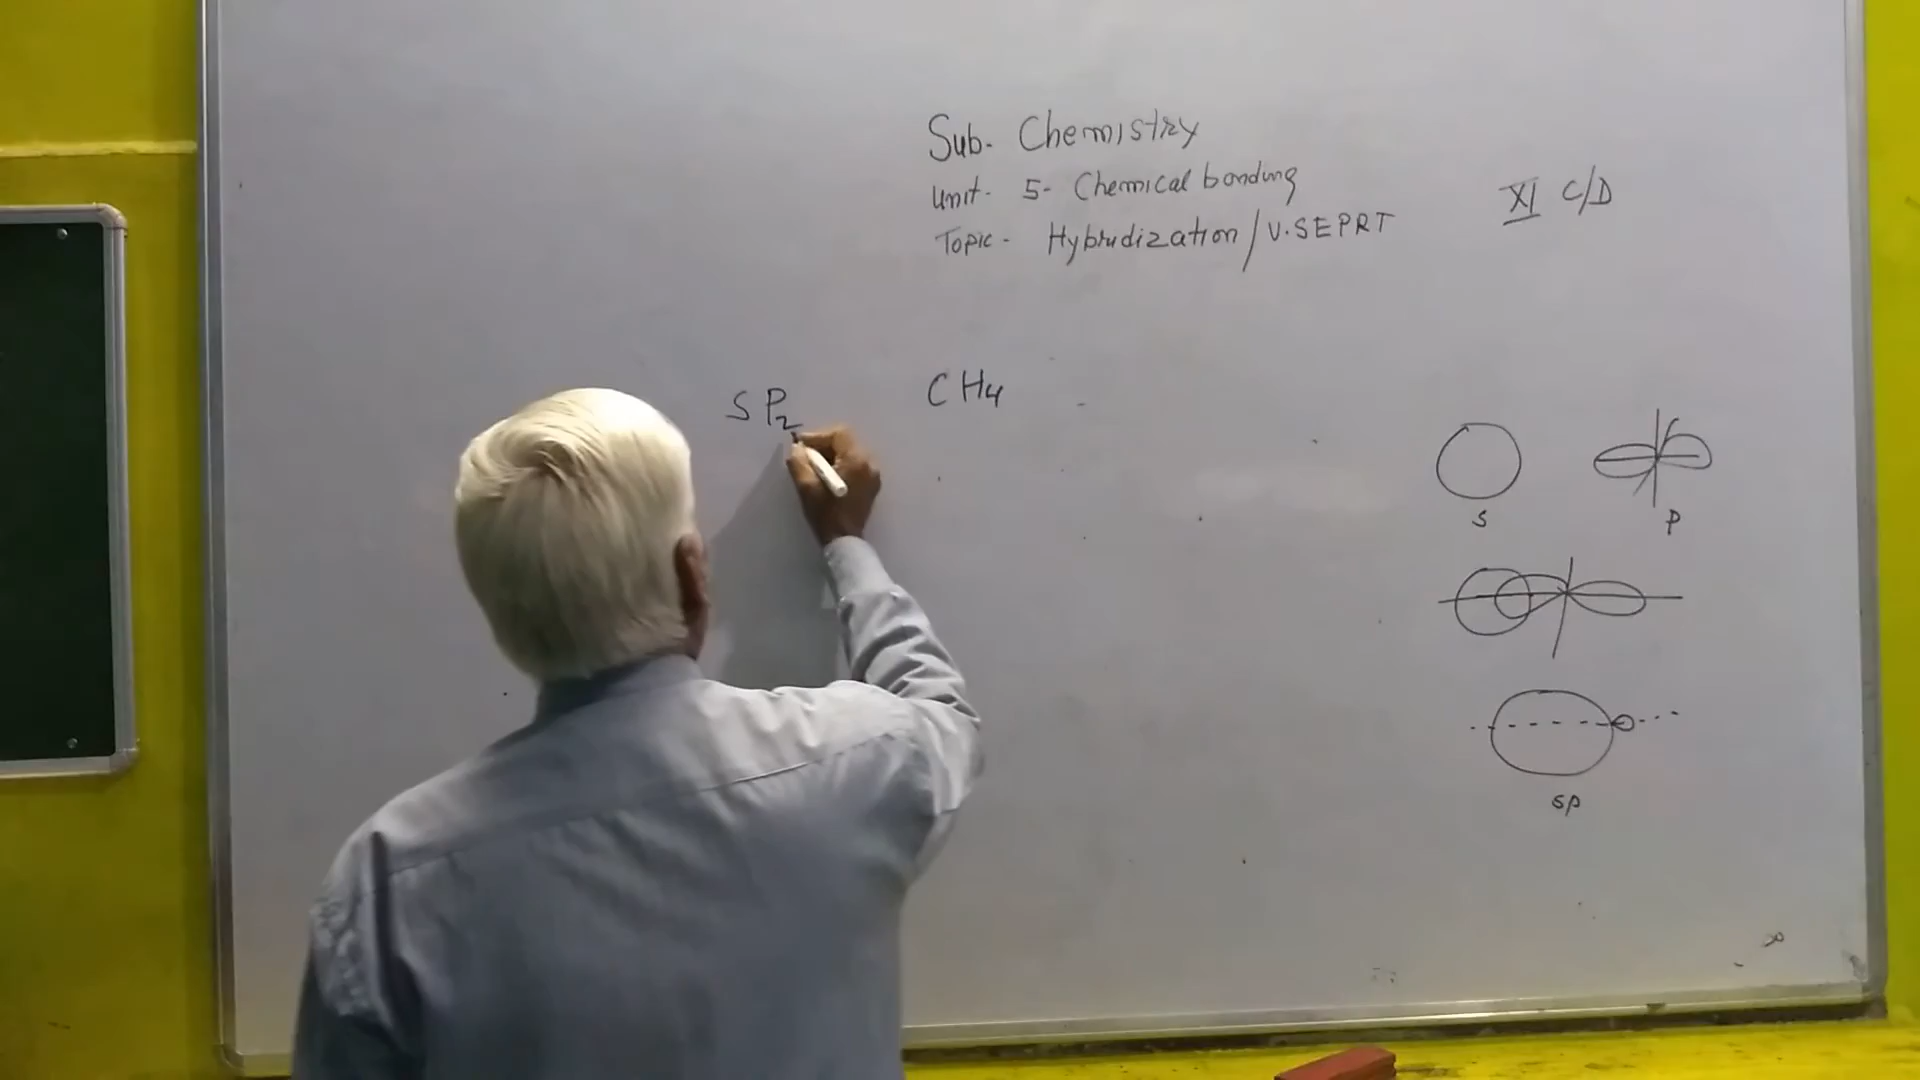 Sub. Chemistry
Unit- 5- Chemical bonding
Topic- Hybridization/V.SEPRT
XI C/D
SP2
CH4
S
P
SP